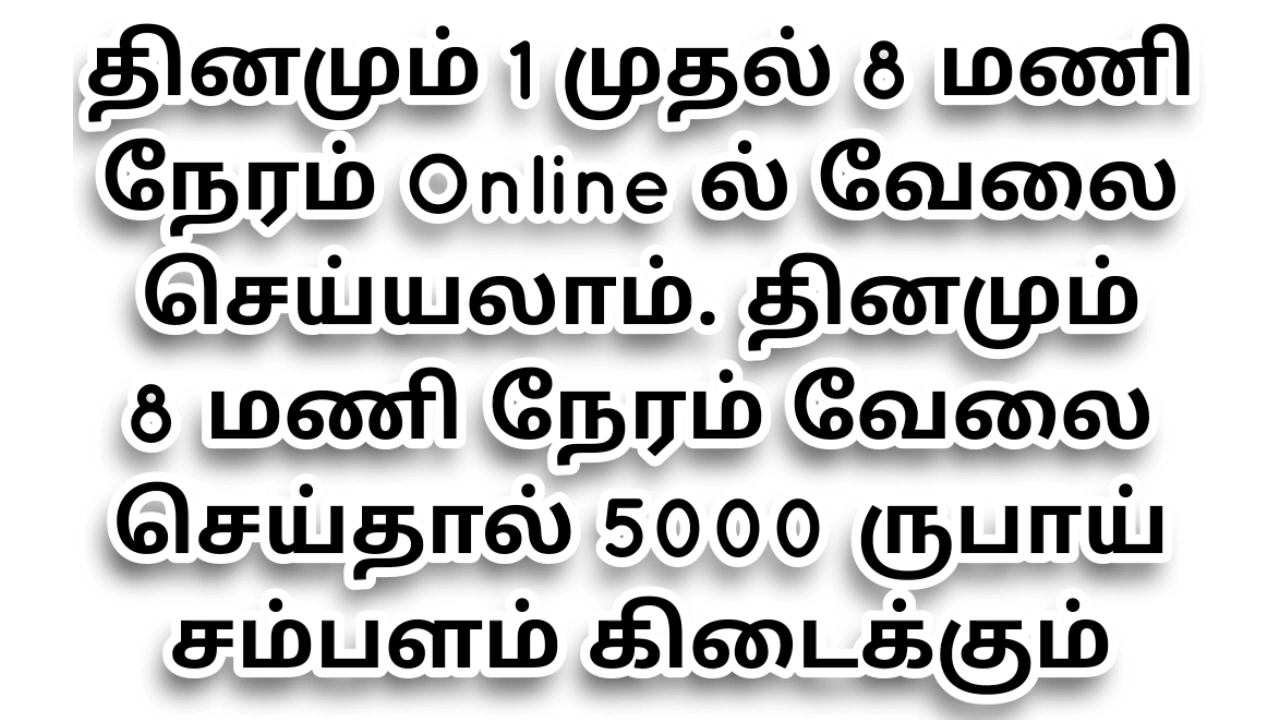 தினமும் 1 முதல் 8 மணி
நேரம் Online ல் வேலை
செய்யலாம். தினமும்
8 மணி நேரம் வேலை
செய்தால் 5000 ருபாய்
சம்பளம் கிடைக்கும்